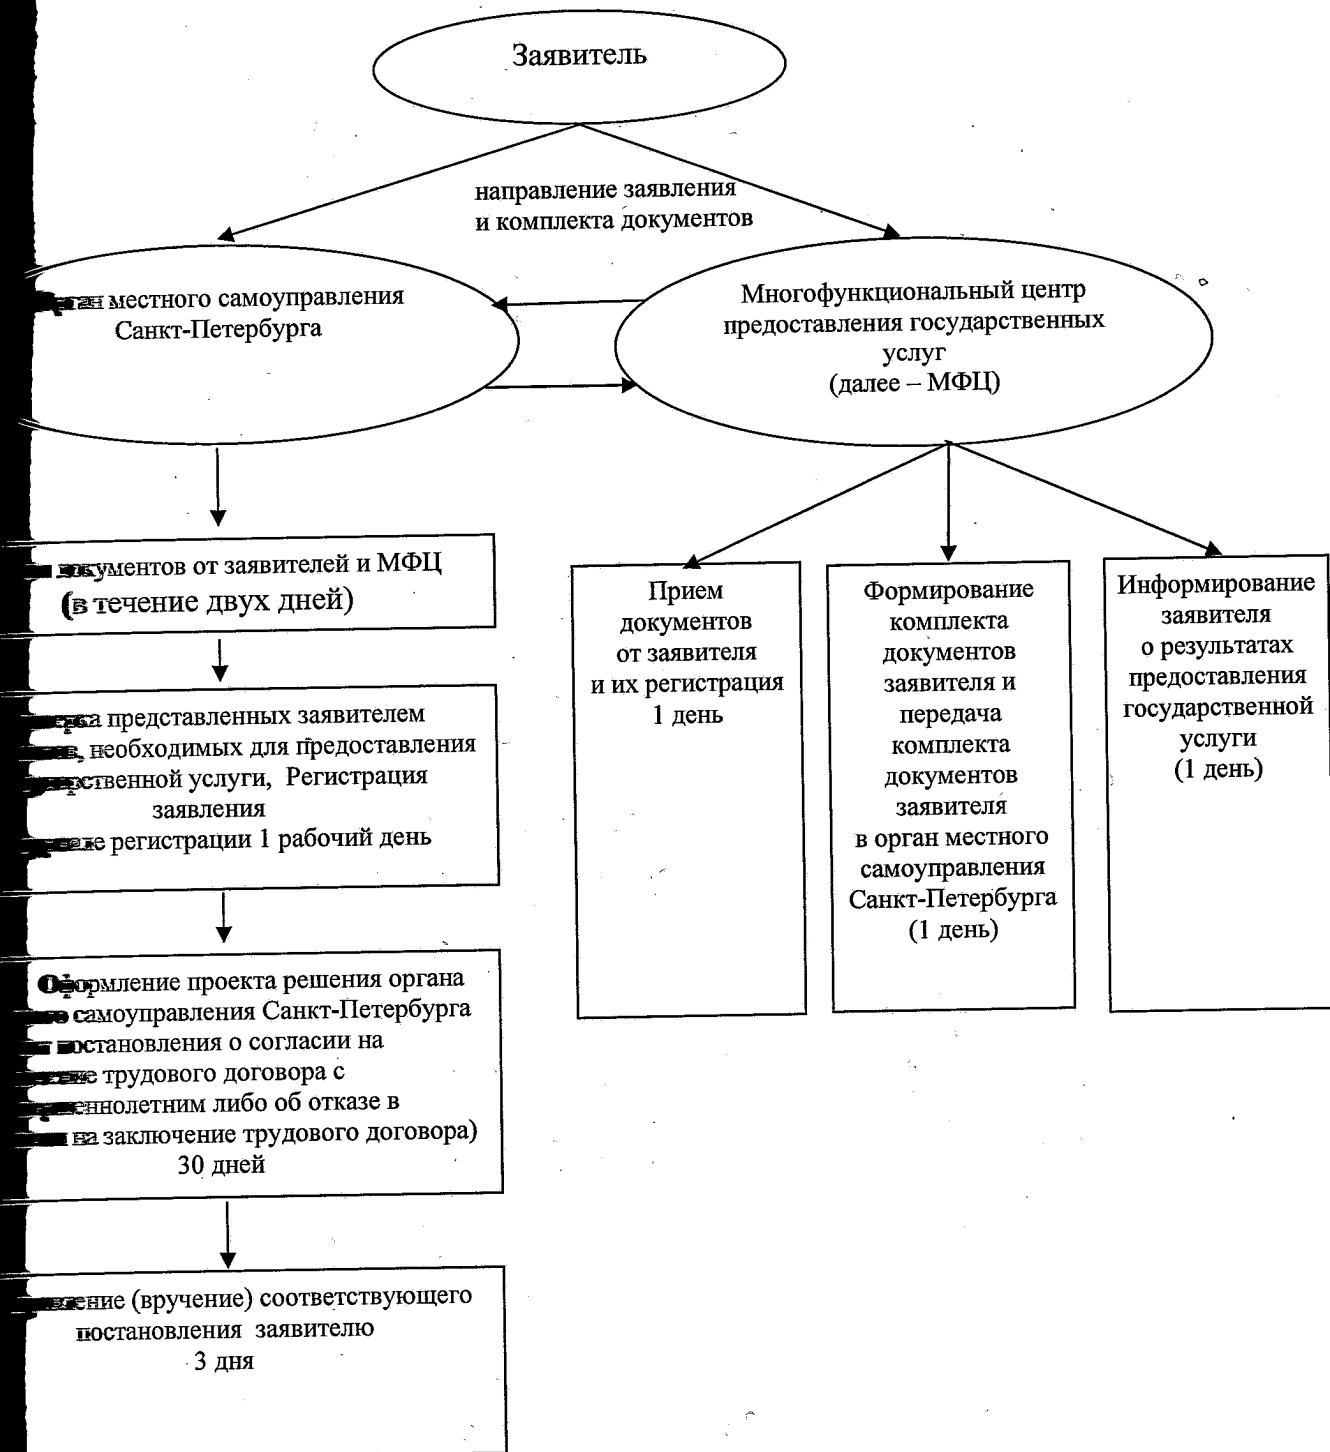 Заявитель
направление заявления
и комплекта документов
местного самоуправления
Санкт-Петербурга
Многофункциональный центр
предоставления государственных
услуг
(далее – МФЦ)
документов от заявителей и МФЦ
(в течение двух дней)
представленных заявителем
необходимых для предоставления
услуги, Регистрация
заявления
регистрации 1 рабочий день
Оформление проекта решения органа
самоуправления Санкт-Петербурга
постановления о согласии на
трудового договора с
либо об отказе в
на заключение трудового договора)
30 дней
(вручение) соответствующего
постановления заявителю
3 дня
Прием
документов
от заявителя
и их регистрация
1 день
Формирование
комплекта
документов
заявителя и
передача
комплекта
документов
заявителя
в орган местного
самоуправления
Санкт-Петербурга
(1 день)
Информирование
заявителя
о результатах
предоставления
государственной
услуги
(1 день)